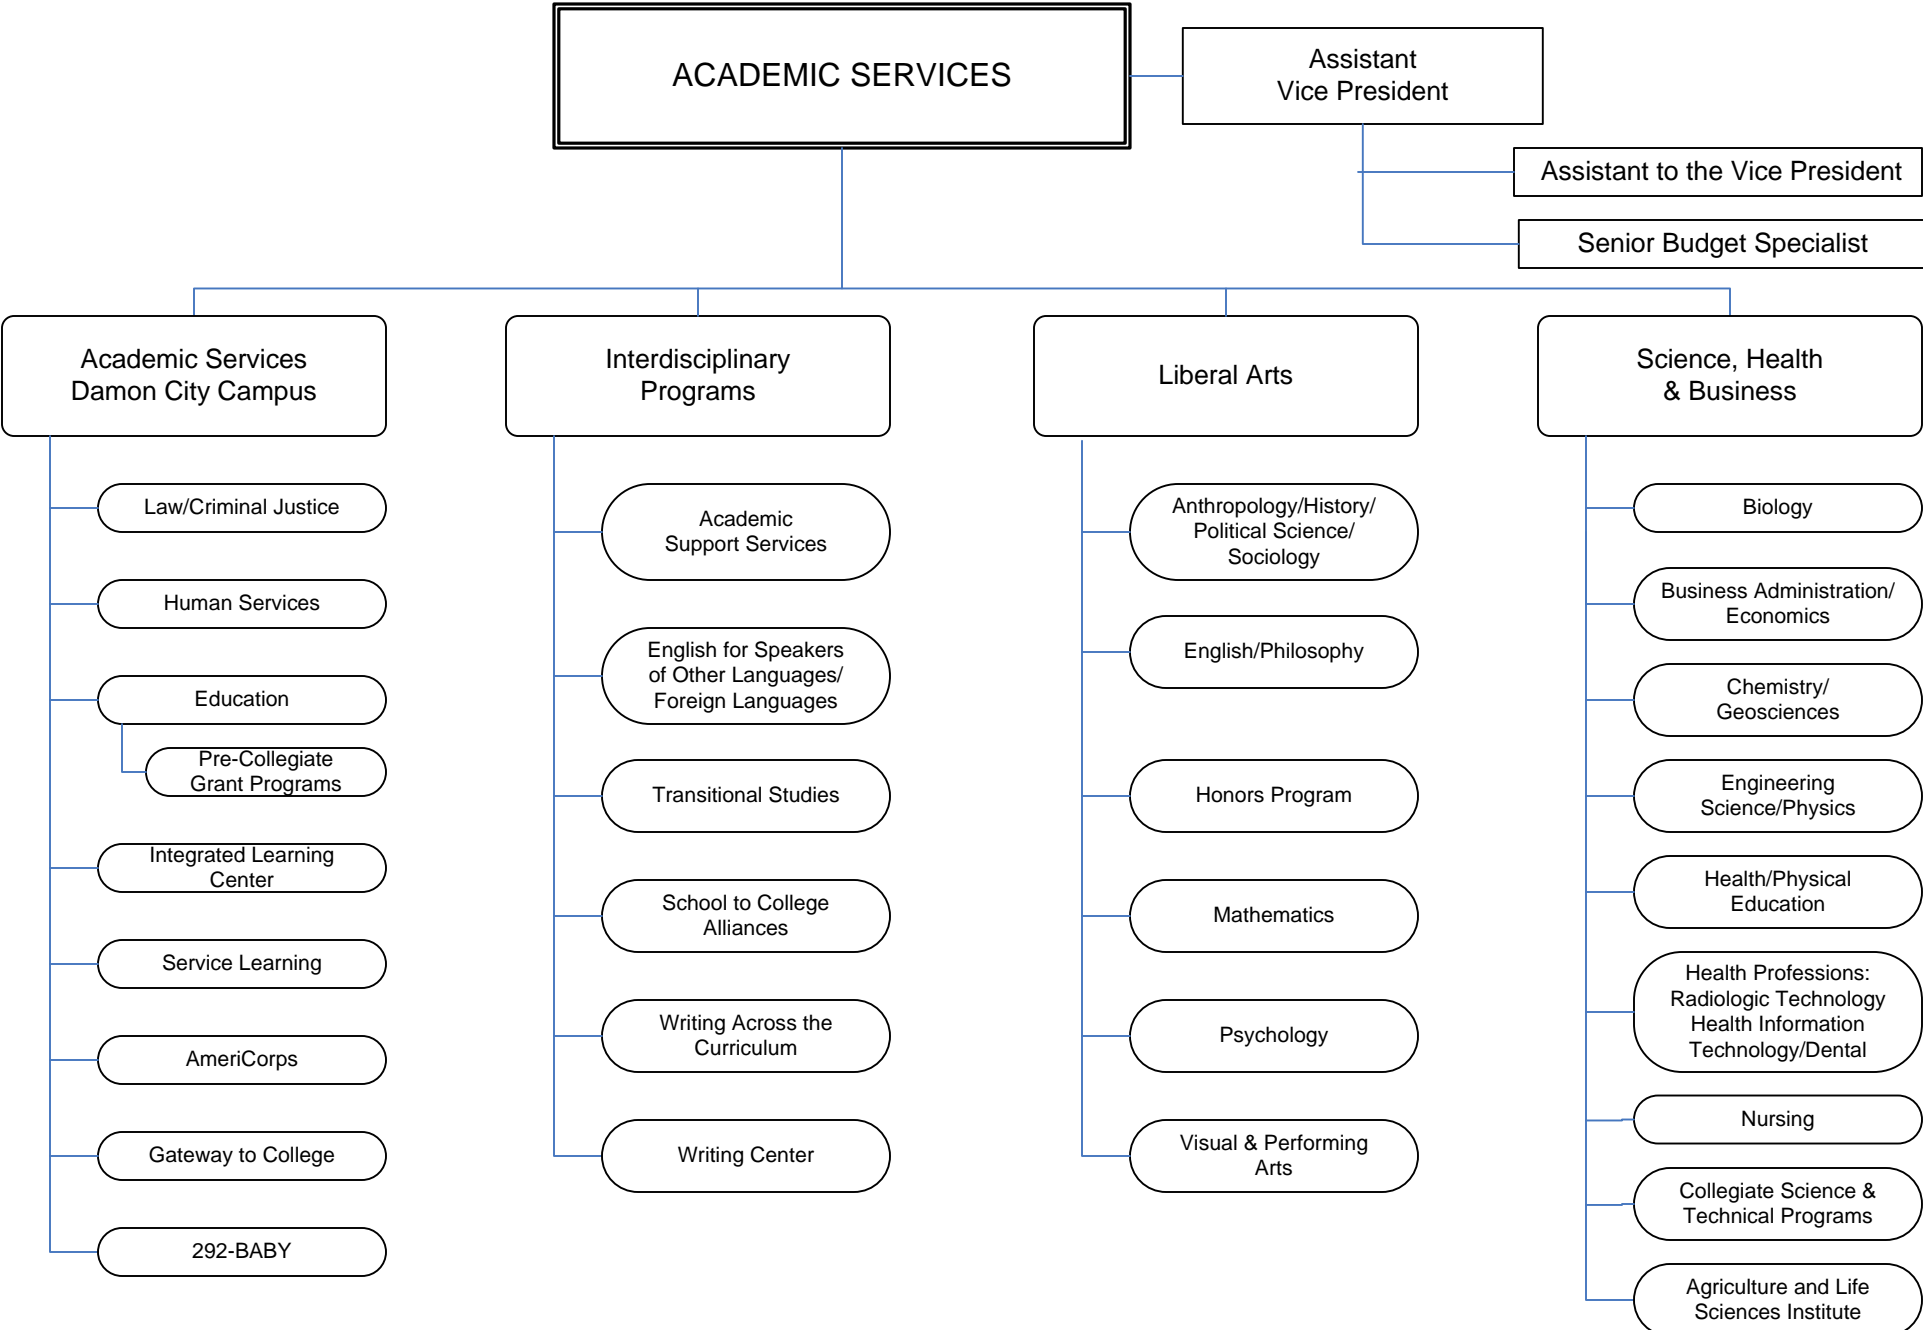 ACADEMIC SERVICES
Assistant
Vice President
Assistant to the Vice President
Senior Budget Specialist
Academic Services
Damon City Campus
Law/Criminal Justice
Human Services
Education
Pre-Collegiate
Grant Programs
Integrated Learning
Center
Service Learning
AmeriCorps
Gateway to College
292-BABY
Interdisciplinary
Programs
Academic
Support Services
English for Speakers
of Other Languages/
Foreign Languages
Transitional Studies
School to College
Alliances
Writing Across the
Curriculum
Writing Center
Liberal Arts
Anthropology/History/
Political Science/
Sociology
English/Philosophy
Honors Program
Mathematics
Psychology
Visual & Performing
Arts
Science, Health
& Business
Biology
Business Administration/
Economics
Chemistry/
Geosciences
Engineering
Science/Physics
Health/Physical
Education
Health Professions:
Radiologic Technology
Health Information
Technology/Dental
Nursing
Collegiate Science &
Technical Programs
Agriculture and Life
Sciences Institute